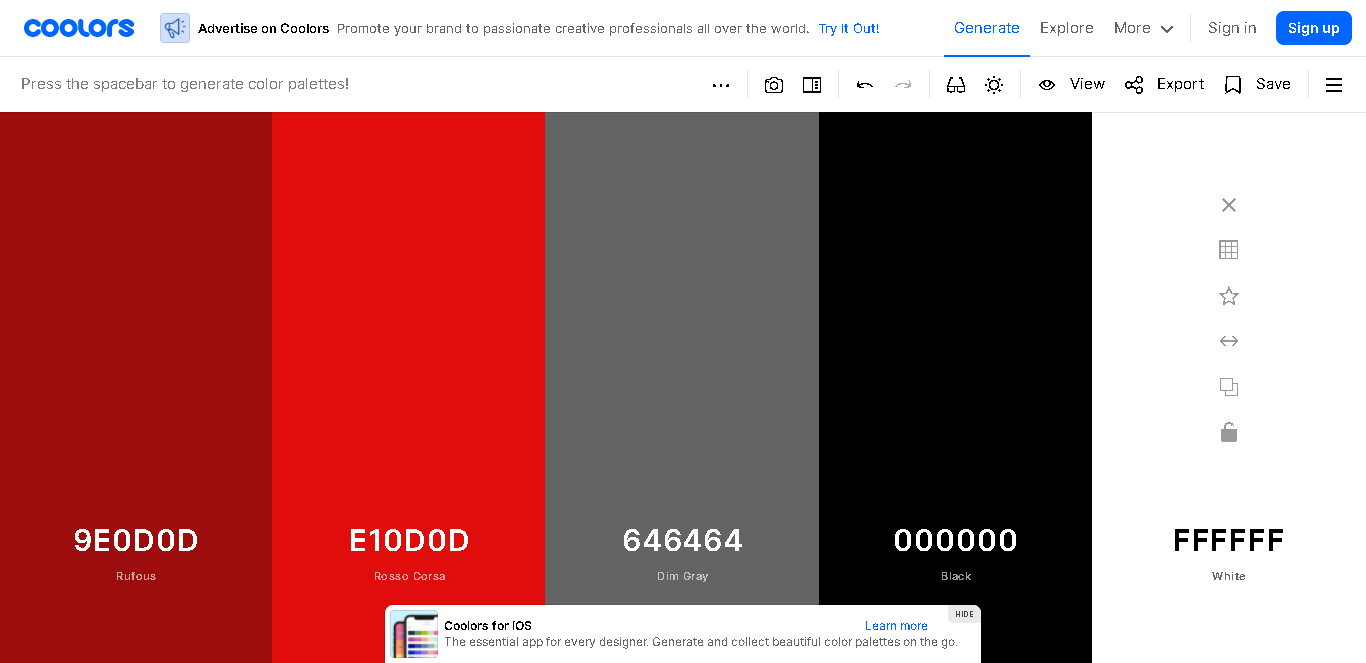 coolors
Advertise on Coolors Promote your brand to passionate creative professionals all over the world. Try It Out!
Generate Explore More Sign in Sign up
Press the spacebar to generate color palettes!
View Export Save
9E0D0D
Rufous
E10D0D
Rosso Corsa
646464
Dim Gray
000000
Black
FFFFFF
White
HIDE
Coolors for iOS Learn more
The essential app for every designer. Generate and collect beautiful color palettes on the go.